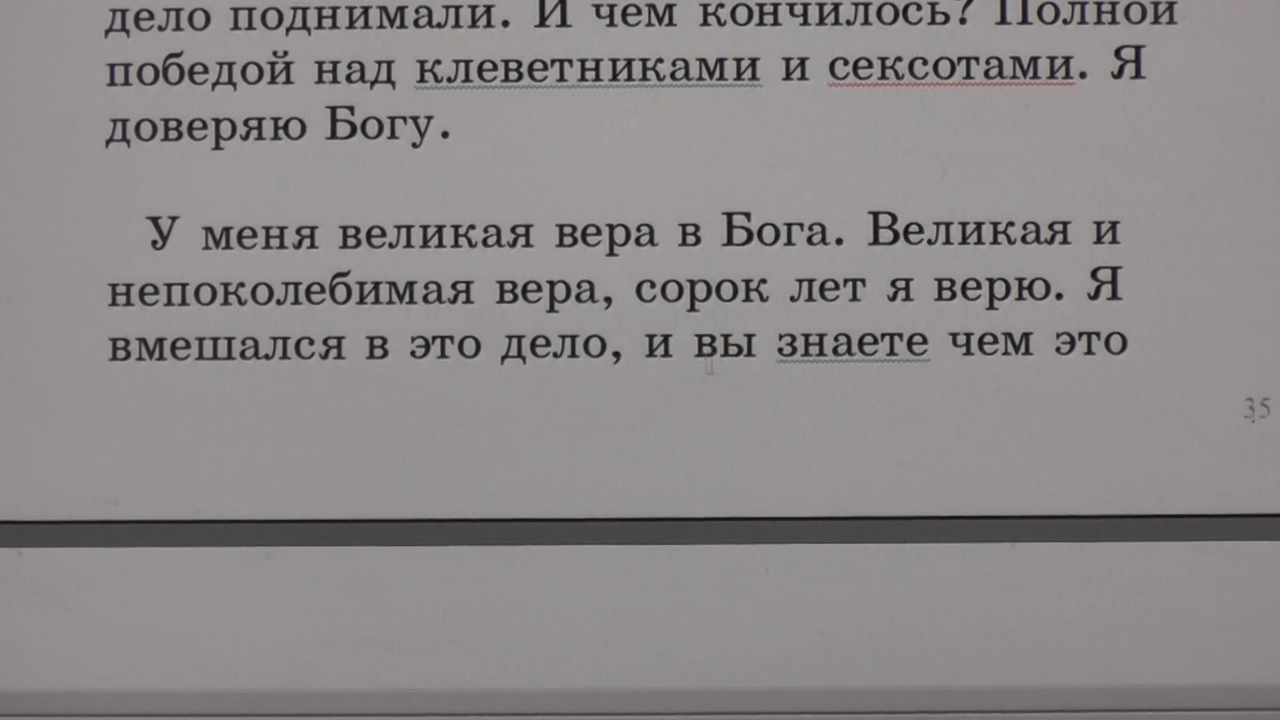 дело поднимали. И чем кончилось? Полной
победой над клеветниками и сексотами. Я
доверяю Богу.
У меня великая вера в Бога. Великая и
непоколебимая вера, сорок лет я верю. Я
вмешался в это дело, и вы знаете чем это
35